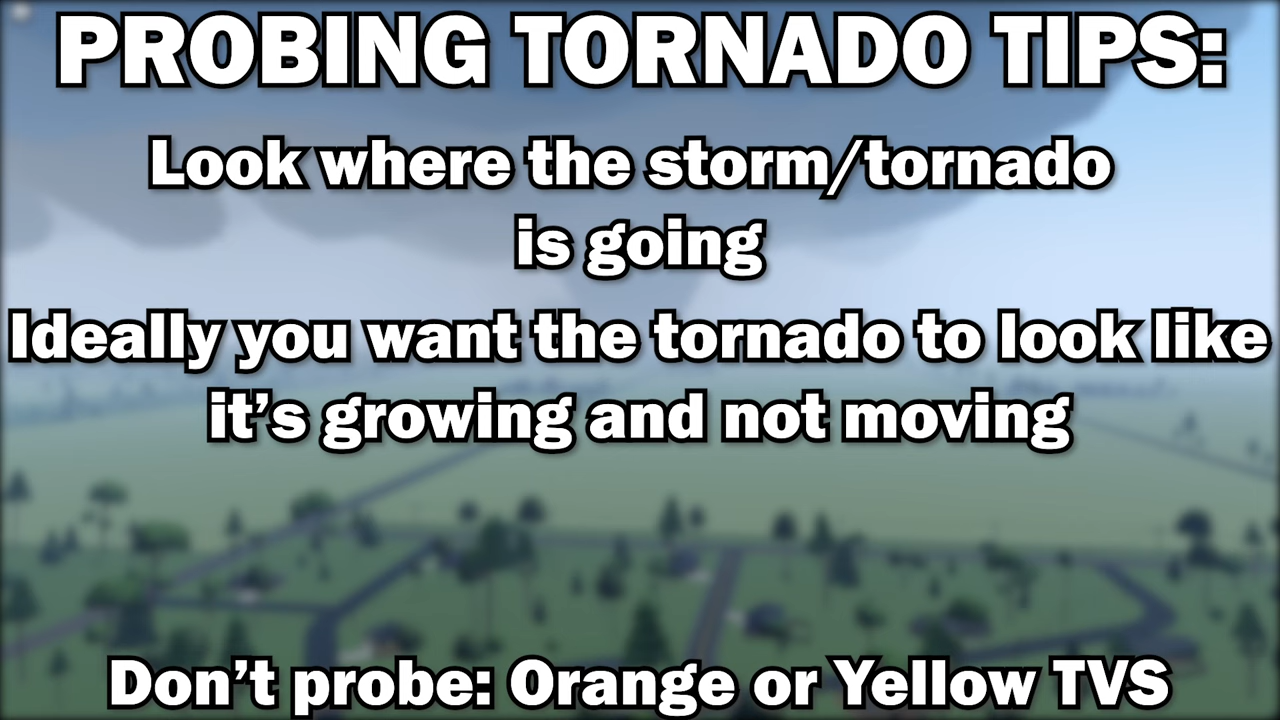 PROBING TORNADO TIPS:
Look where the storm/tornado
is going
Ideally you want the tornado to look like
it’s growing and not moving
Don’t probe: Orange or Yellow TVS